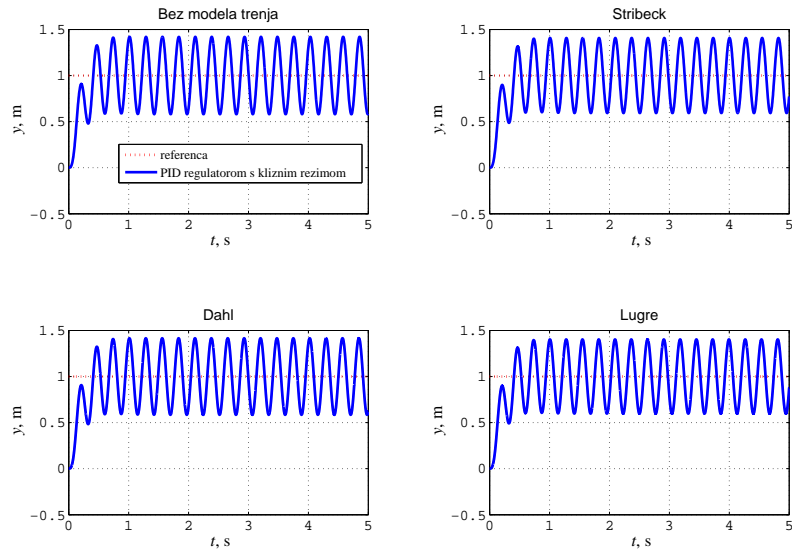 Bez modela trenja
1.5
1
0.5
0
−0.5
0 1 2 3 4 5
y, m
t, s
referenca
PID regulatorom s kliznim rezimom
Stribeck
1.5
1
0.5
0
−0.5
0 1 2 3 4 5
y, m
t, s
Dahl
1.5
1
0.5
0
−0.5
0 1 2 3 4 5
y, m
t, s
Lugre
1.5
1
0.5
0
−0.5
0 1 2 3 4 5
y, m
t, s